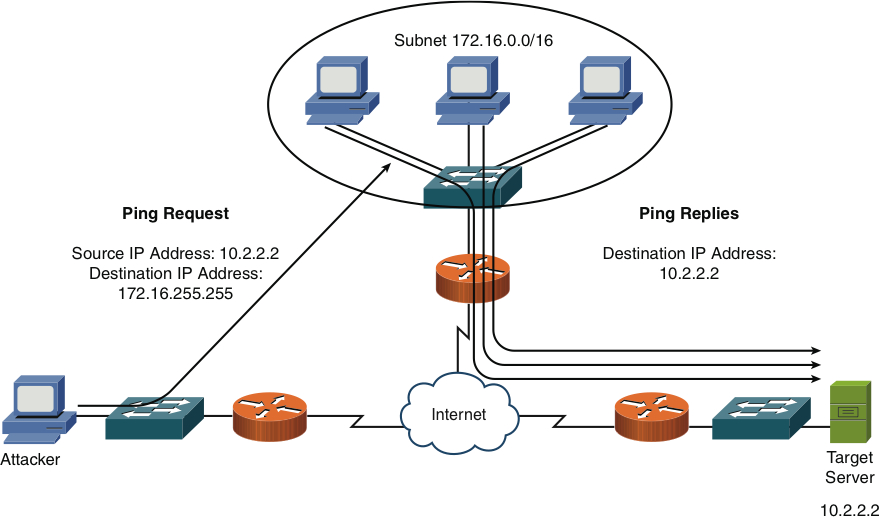 Subnet 172.16.0.0/16
Ping Request
Source IP Address: 10.2.2.2
Destination IP Address:
172.16.255.255
Ping Replies
Destination IP Address:
10.2.2.2
Internet
Attacker
Target
Server
10.2.2.2